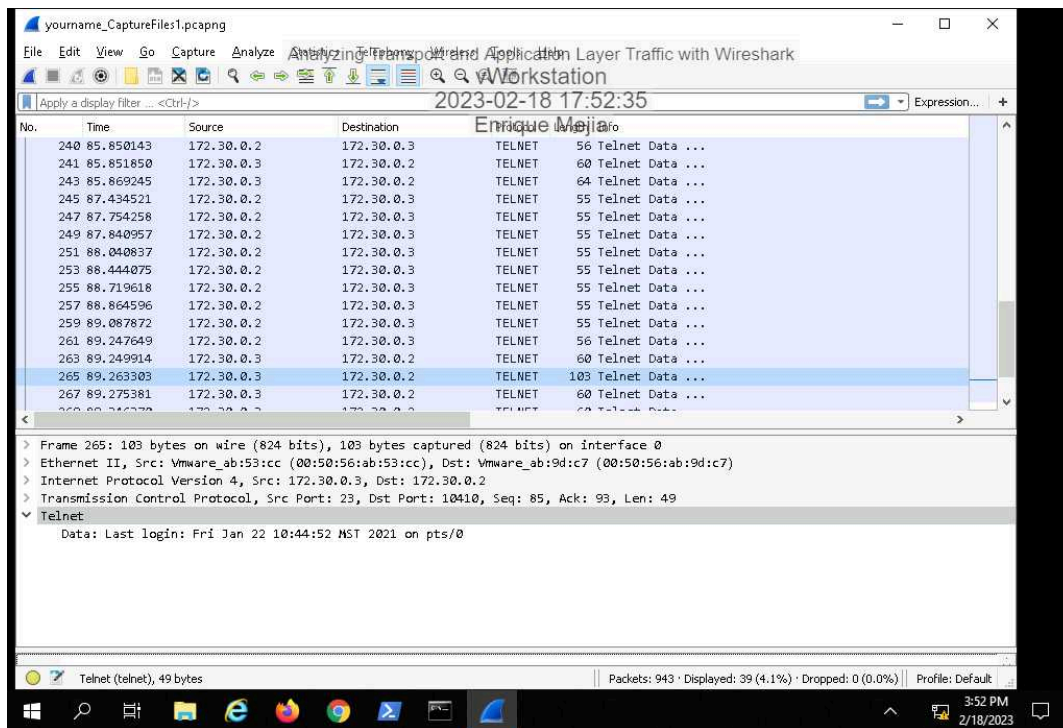 yourname_CaptureFiles1.pcapng
File Edit View Go Capture Analyze Statistics Telephony Wireless Tools Help
Analyzing Transport and Application Layer Traffic with Wireshark
vWorkstation
2023-02-18 17:52:35
Enrique Mejia
Apply a display filter ... <Ctrl-/> Expression... +
No. Time Source Destination Protocol Length Info
240 85.850143 172.30.0.2 172.30.0.3 TELNET 56 Telnet Data ...
241 85.851850 172.30.0.3 172.30.0.2 TELNET 60 Telnet Data ...
243 85.869245 172.30.0.3 172.30.0.2 TELNET 64 Telnet Data ...
245 87.434521 172.30.0.2 172.30.0.3 TELNET 55 Telnet Data ...
247 87.754258 172.30.0.2 172.30.0.3 TELNET 55 Telnet Data ...
249 87.840957 172.30.0.2 172.30.0.3 TELNET 55 Telnet Data ...
251 88.040837 172.30.0.2 172.30.0.3 TELNET 55 Telnet Data ...
253 88.444075 172.30.0.2 172.30.0.3 TELNET 55 Telnet Data ...
255 88.719618 172.30.0.2 172.30.0.3 TELNET 55 Telnet Data ...
257 88.864596 172.30.0.2 172.30.0.3 TELNET 55 Telnet Data ...
259 89.087872 172.30.0.2 172.30.0.3 TELNET 55 Telnet Data ...
261 89.247649 172.30.0.2 172.30.0.3 TELNET 56 Telnet Data ...
263 89.249914 172.30.0.3 172.30.0.2 TELNET 60 Telnet Data ...
265 89.263303 172.30.0.3 172.30.0.2 TELNET 103 Telnet Data ...
267 89.275381 172.30.0.3 172.30.0.2 TELNET 60 Telnet Data ...
Frame 265: 103 bytes on wire (824 bits), 103 bytes captured (824 bits) on interface 0
Ethernet II, Src: Vmware_ab:53:cc (00:50:56:ab:53:cc), Dst: Vmware_ab:9d:c7 (00:50:56:ab:9d:c7)
Internet Protocol Version 4, Src: 172.30.0.3, Dst: 172.30.0.2
Transmission Control Protocol, Src Port: 23, Dst Port: 10410, Seq: 85, Ack: 93, Len: 49
Telnet
Data: Last login: Fri Jan 22 10:44:52 MST 2021 on pts/0
Telnet (telnet), 49 bytes Packets: 943 · Displayed: 39 (4.1%) · Dropped: 0 (0.0%) Profile: Default
3:52 PM
2/18/2023